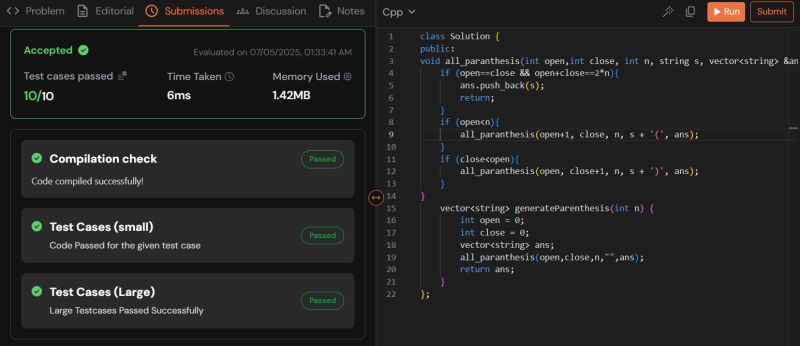 Problem Editorial Submissions Discussion Notes
Accepted
Evaluated on 07/05/2025, 01:33:41 AM
Test cases passed Time Taken Memory Used
10/10 6ms 1.42MB
Compilation check Passed
Code compiled successfully!
Test Cases (small) Passed
Code Passed for the given test case
Test Cases (Large) Passed
Large Testcases Passed Successfully
Cpp Run Submit
1 class Solution {
2 public:
3 void all_paranthesis(int open,int close, int n, string s, vector<string> &an
4 if (open==close && open+close==2*n){
5 ans.push_back(s);
6 return;
7 }
8 if (open<n){
9 all_paranthesis(open+1, close, n, s + '(', ans);
10 }
11 if (close<open){
12 all_paranthesis(open, close+1, n, s + ')', ans);
13 }
14 }
15 vector<string> generateParenthesis(int n) {
16 int open = 0;
17 int close = 0;
18 vector<string> ans;
19 all_paranthesis(open,close,n,"",ans);
20 return ans;
21 }
22 };